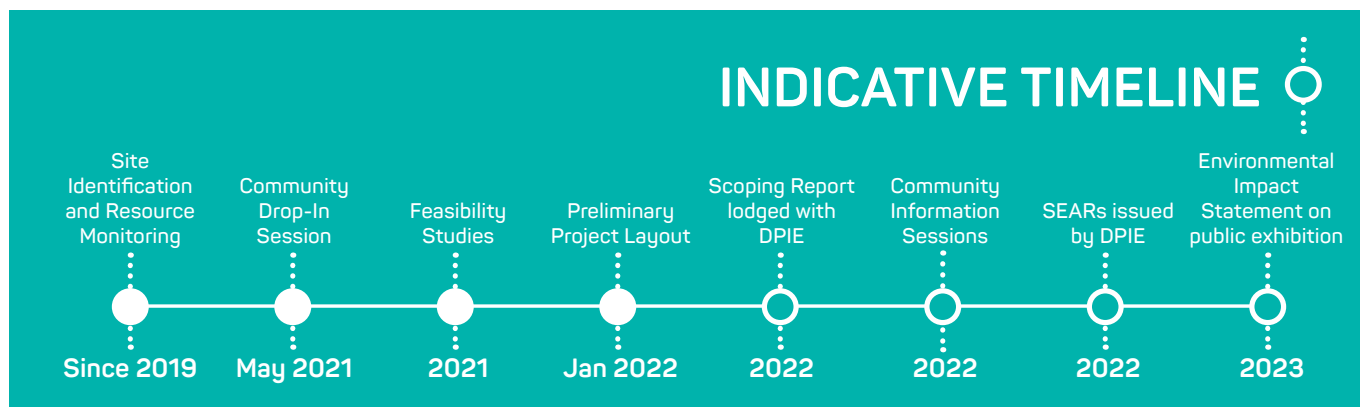 INDICATIVE TIMELINE
Site
Identification
and Resource
Monitoring
Since 2019
Community
Drop-In
Session
May 2021
Feasibility
Studies
2021
Preliminary
Project Layout
Jan 2022
Scoping Report
lodged with
DPIE
2022
Community
Information
Sessions
2022
SEARs issued
by DPIE
2022
Environmental
Impact
Statement on
public exhibition
2023